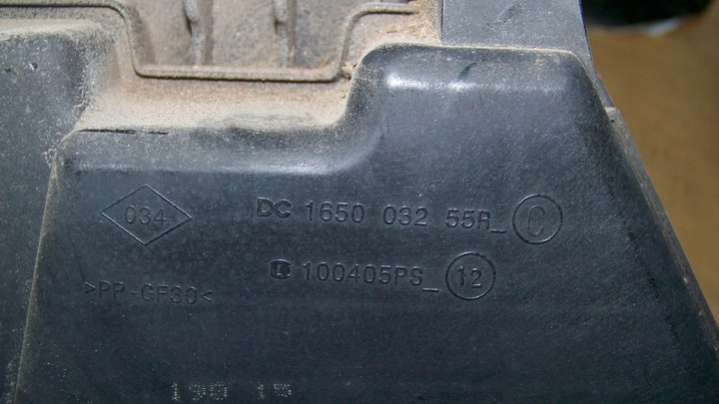 034 DC 1650 032 55R_ C
100405PS_ 12
>PP-GF30<